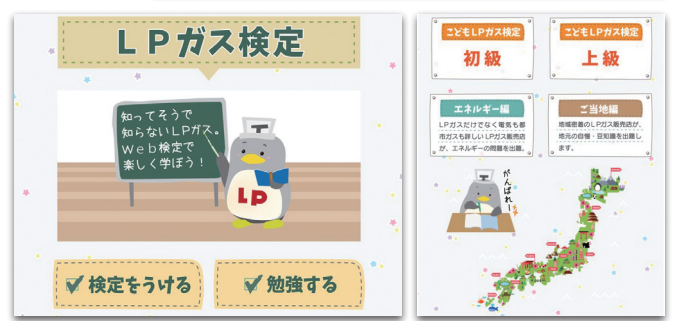 LPガス検定
知ってそうで
知らないLPガス。
Web検定で
楽しく学ぼう！
LP
検定をうける
勉強する
こどもLPガス検定
初級
こどもLPガス検定
上級
エネルギー編
LPガスだけでなく電気も都
市ガスも詳しいLPガス販売店
が、エネルギーの問題を出題。
ご当地編
地域密着のLPガス販売店が、
地元の自慢・豆知識を出題し
ます。
がんばれー